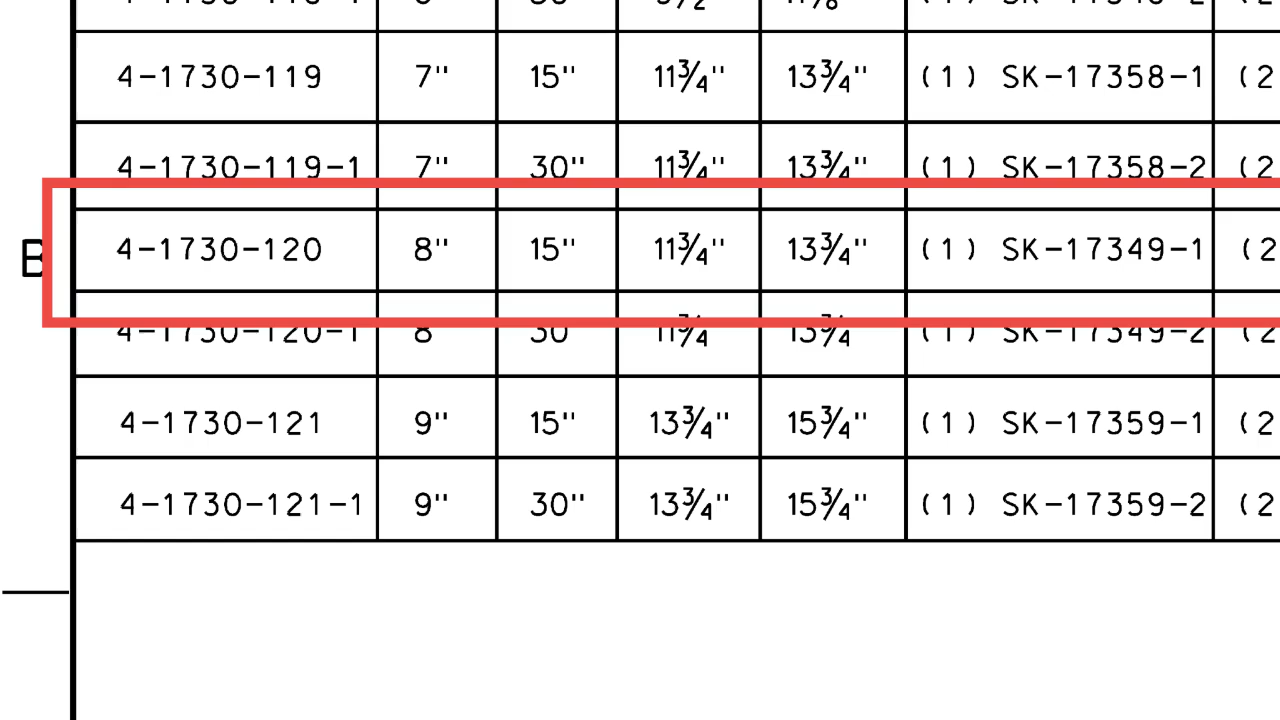 4-1730-119 7" 15" 11¾" 13¾" (1) SK-17358-1 (2
4-1730-119-1 7" 30" 11¾" 13¾" (1) SK-17358-2 (2
B 4-1730-120 8" 15" 11¾" 13¾" (1) SK-17349-1 (2
4-1730-120-1 8 30 11¾ 13¾ (1) SK-17349-2 (2
4-1730-121 9" 15" 13¾" 15¾" (1) SK-17359-1 (2
4-1730-121-1 9" 30" 13¾" 15¾" (1) SK-17359-2 (2